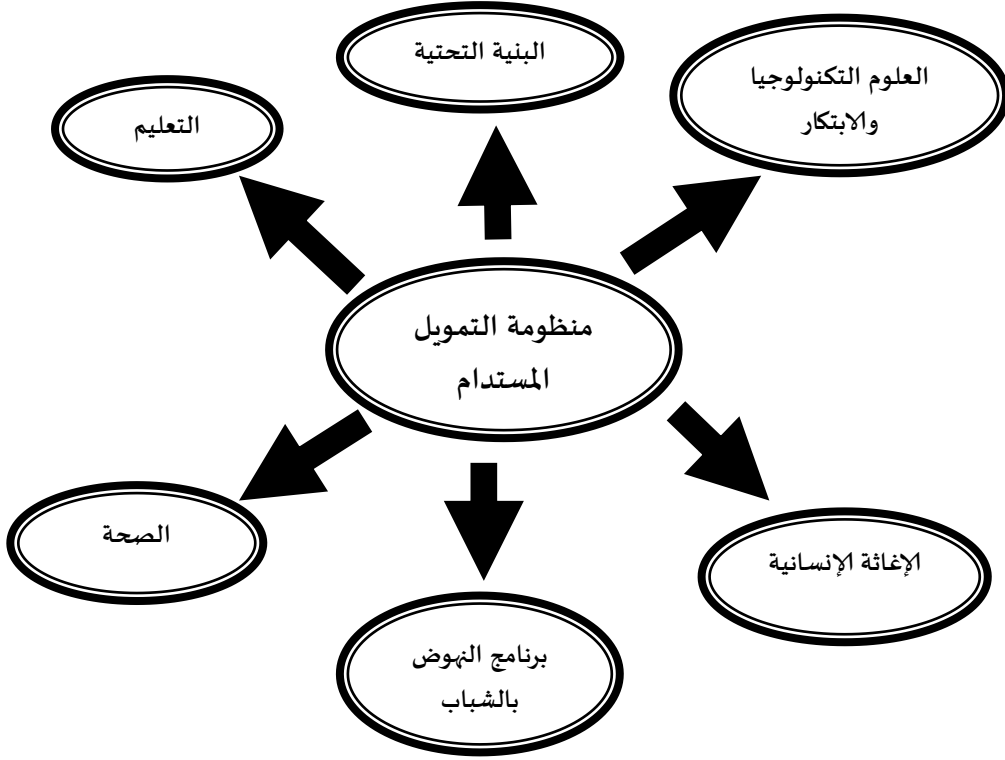 البنية التحتية
العلوم التكنولوجيا
والابتكار
التعليم
منظومة التمويل
المستدام
الصحة
الإغاثة الإنسانية
برنامج النهوض
بالشباب